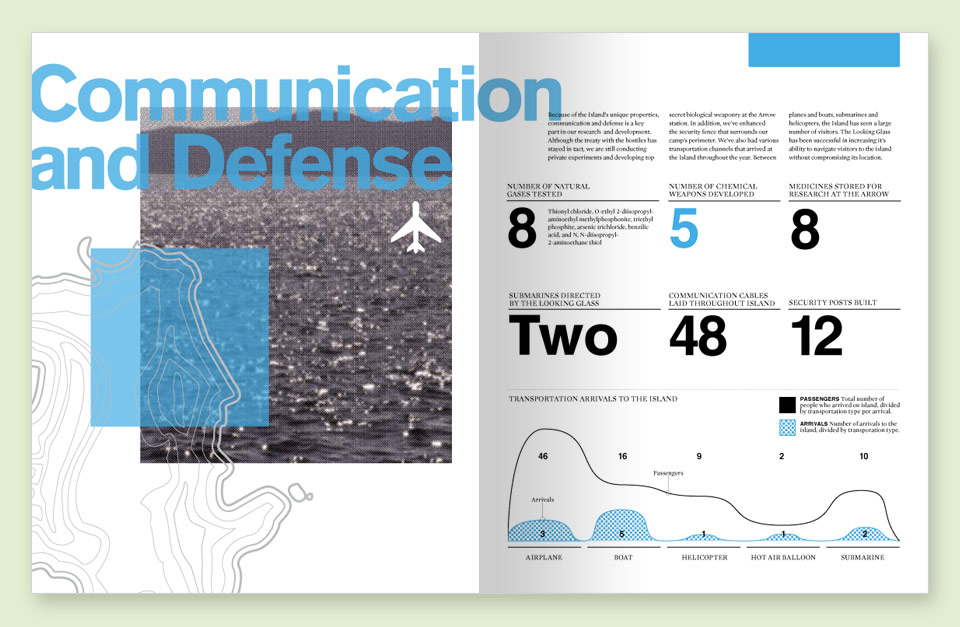 Communication
and Defense
Because of the Island's unique properties,
communication and defense is a key
part in our research and development.
Although the treaty with the hostiles has
stayed in tact, we are still conducting
private experiments and developing top
secret biological weaponry at the Arrow
station. In addition, we've enhanced
the security fence that surrounds our
camp's perimeter. We've also had various
transportation channels that arrived at
the Island throughout the year. Between
planes and boats, submarines and
helicopters, the Island has seen a large
number of visitors. The Looking Glass
has been successful in increasing it's
ability to navigate visitors to the island
without compromising its location.
NUMBER OF NATURAL
GASES TESTED
8
Thionyl chloride, O-ethyl 2-diisopropyl-
aminoethyl methylphosphonite, triethyl
phosphite, arsenic trichloride, benzilic
acid, and N, N-diisopropyl-
2-aminoethane thiol
NUMBER OF CHEMICAL
WEAPONS DEVELOPED
5
MEDICINES STORED FOR
RESEARCH AT THE ARROW
8
SUBMARINES DIRECTED
BY THE LOOKING GLASS
Two
COMMUNICATION CABLES
LAID THROUGHOUT ISLAND
48
SECURITY POSTS BUILT
12
TRANSPORTATION ARRIVALS TO THE ISLAND
PASSENGERS Total number of
people who arrived on island, divided
by transportation type per arrival.
ARRIVALS Number of arrivals to the
island, divided by transporation type.
46 16 9 2 10
Passengers
Arrivals
3 5 1 1 2
AIRPLANE BOAT HELICOPTER HOT AIR BALLOON SUBMARINE